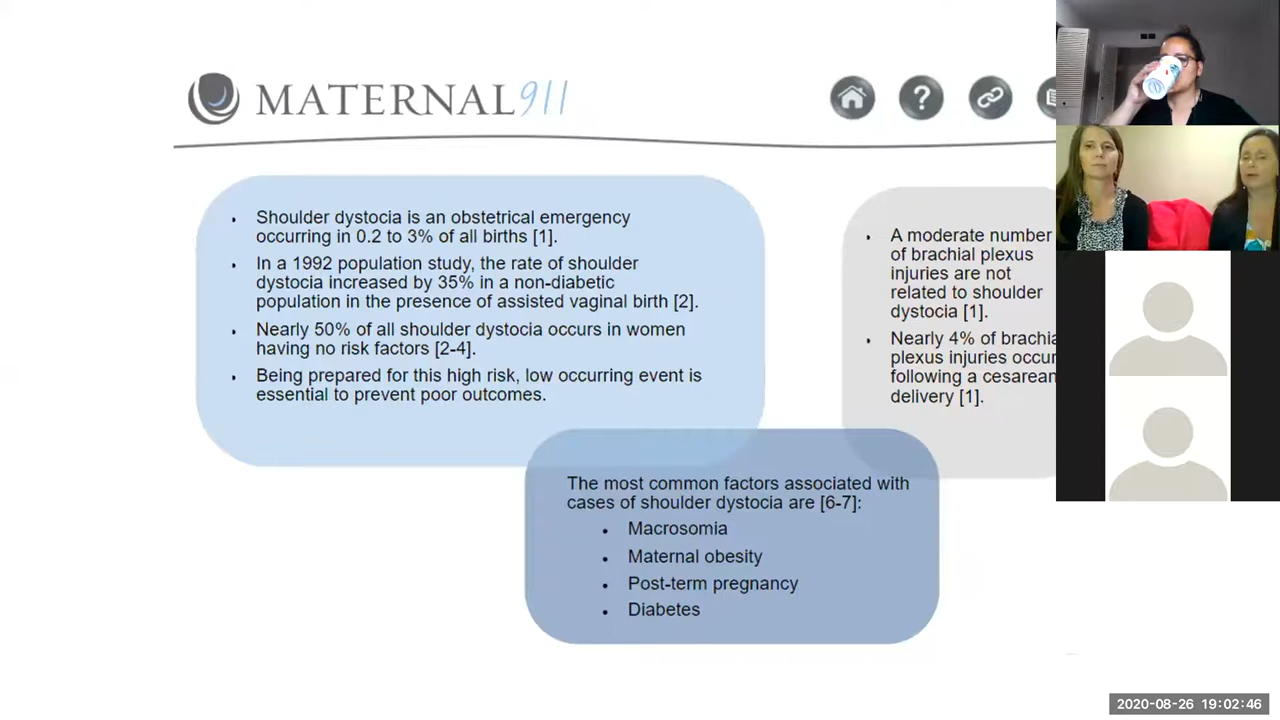 MATERNAL911
• Shoulder dystocia is an obstetrical emergency
occurring in 0.2 to 3% of all births [1].
• In a 1992 population study, the rate of shoulder
dystocia increased by 35% in a non-diabetic
population in the presence of assisted vaginal birth [2].
• Nearly 50% of all shoulder dystocia occurs in women
having no risk factors [2-4].
• Being prepared for this high risk, low occurring event is
essential to prevent poor outcomes.
• A moderate number
of brachial plexus
injuries are not
related to shoulder
dystocia [1].
• Nearly 4% of brachia
plexus injuries occur
following a cesarean
delivery [1].
The most common factors associated with
cases of shoulder dystocia are [6-7]:
• Macrosomia
• Maternal obesity
• Post-term pregnancy
• Diabetes
2020-08-26 19:02:46